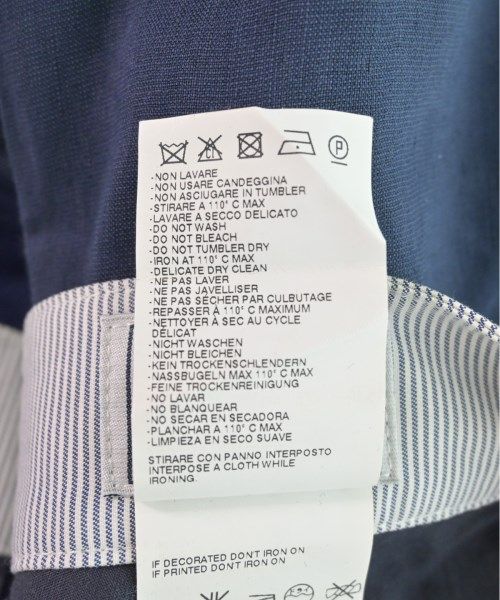 CL P
-NON LAVARE
-NON USARE CANDEGGINA
-NON ASCIUGARE IN TUMBLER
-STIRARE A 110° C MAX
-LAVARE A SECCO DELICATO
-DO NOT WASH
-DO NOT BLEACH
-DO NOT TUMBLER DRY
-IRON AT 110° C MAX
-DELICATE DRY CLEAN
-NE PAS LAVER
-NE PAS JAVELLISER
-NE PAS SÉCHER PAR CULBUTAGE
-REPASSER À 110° C MAXIMUM
-NETTOYER À SEC AU CYCLE
DÉLICAT
-NICHT WASCHEN
-NICHT BLEICHEN
-KEIN TROCKENSCHLENDERN
-NASSBUGELN MAX 110° C MAX
-FEINE TROCKENREINIGUNG
-NO LAVAR
-NO BLANQUEAR
-NO SECAR EN SECADORA
-PLANCHAR A 110° C MAX
-LIMPIEZA EN SECO SUAVE
STIRARE CON PANNO INTERPOSTO
INTERPOSE A CLOTH WHILE
IRONING.
IF DECORATED DON'T IRON ON
IF PRINTED DON'T IRON ON